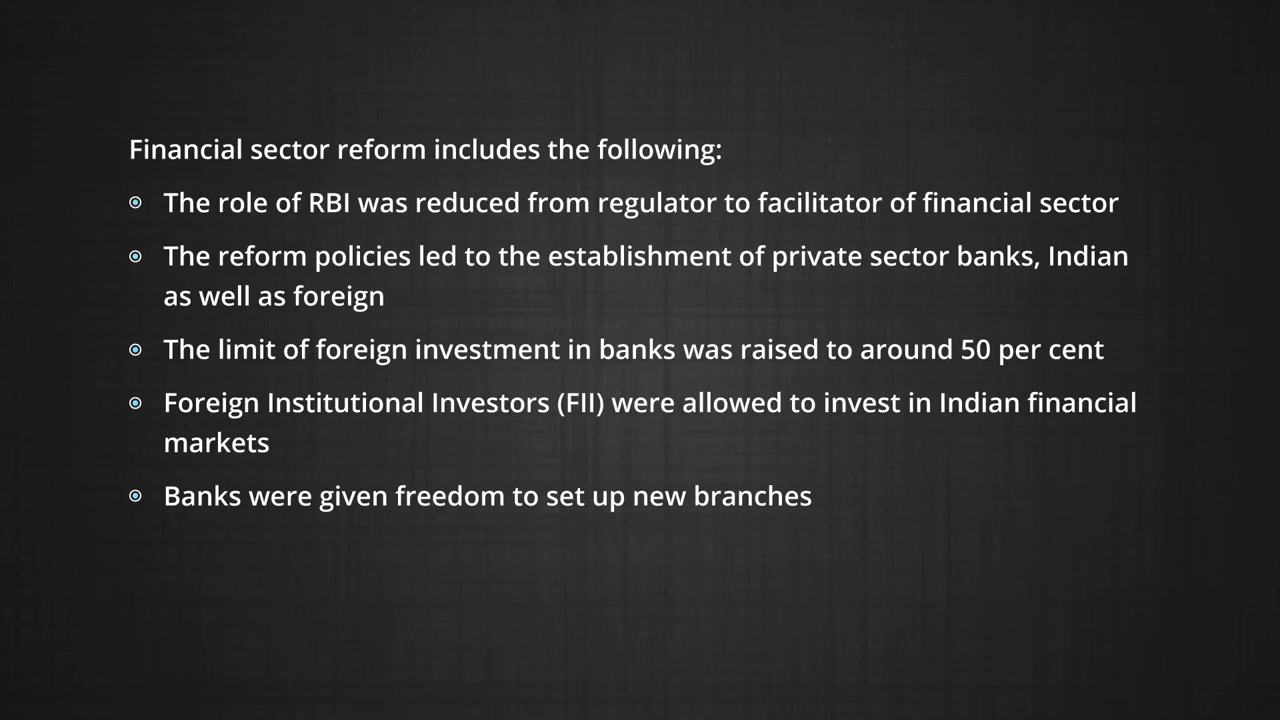 Financial sector reform includes the following:
The role of RBI was reduced from regulator to facilitator of financial sector
The reform policies led to the establishment of private sector banks, Indian
as well as foreign
The limit of foreign investment in banks was raised to around 50 per cent
Foreign Institutional Investors (FII) were allowed to invest in Indian financial
markets
Banks were given freedom to set up new branches